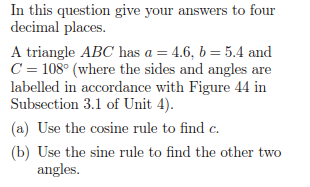 In this question give your answers to four
decimal places.
A triangle ABC has a = 4.6, b = 5.4 and
C = 108° (where the sides and angles are
labelled in accordance with Figure 44 in
Subsection 3.1 of Unit 4).
(a) Use the cosine rule to find c.
(b) Use the sine rule to find the other two
angles.